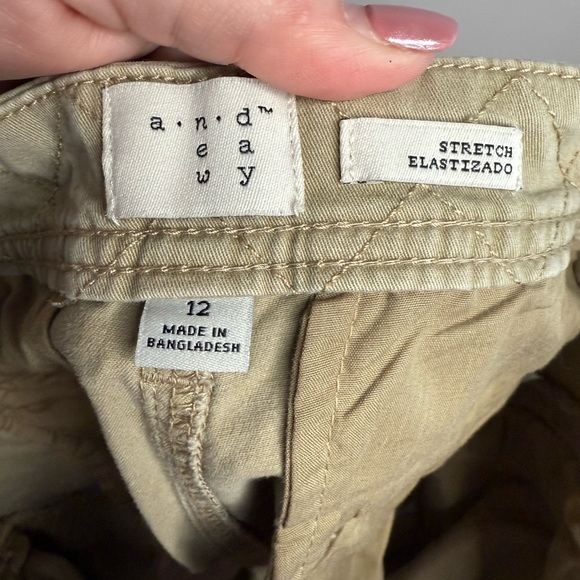 a·n·d™
e a
w y
STRETCH
ELASTIZADO
12
MADE IN
BANGLADESH